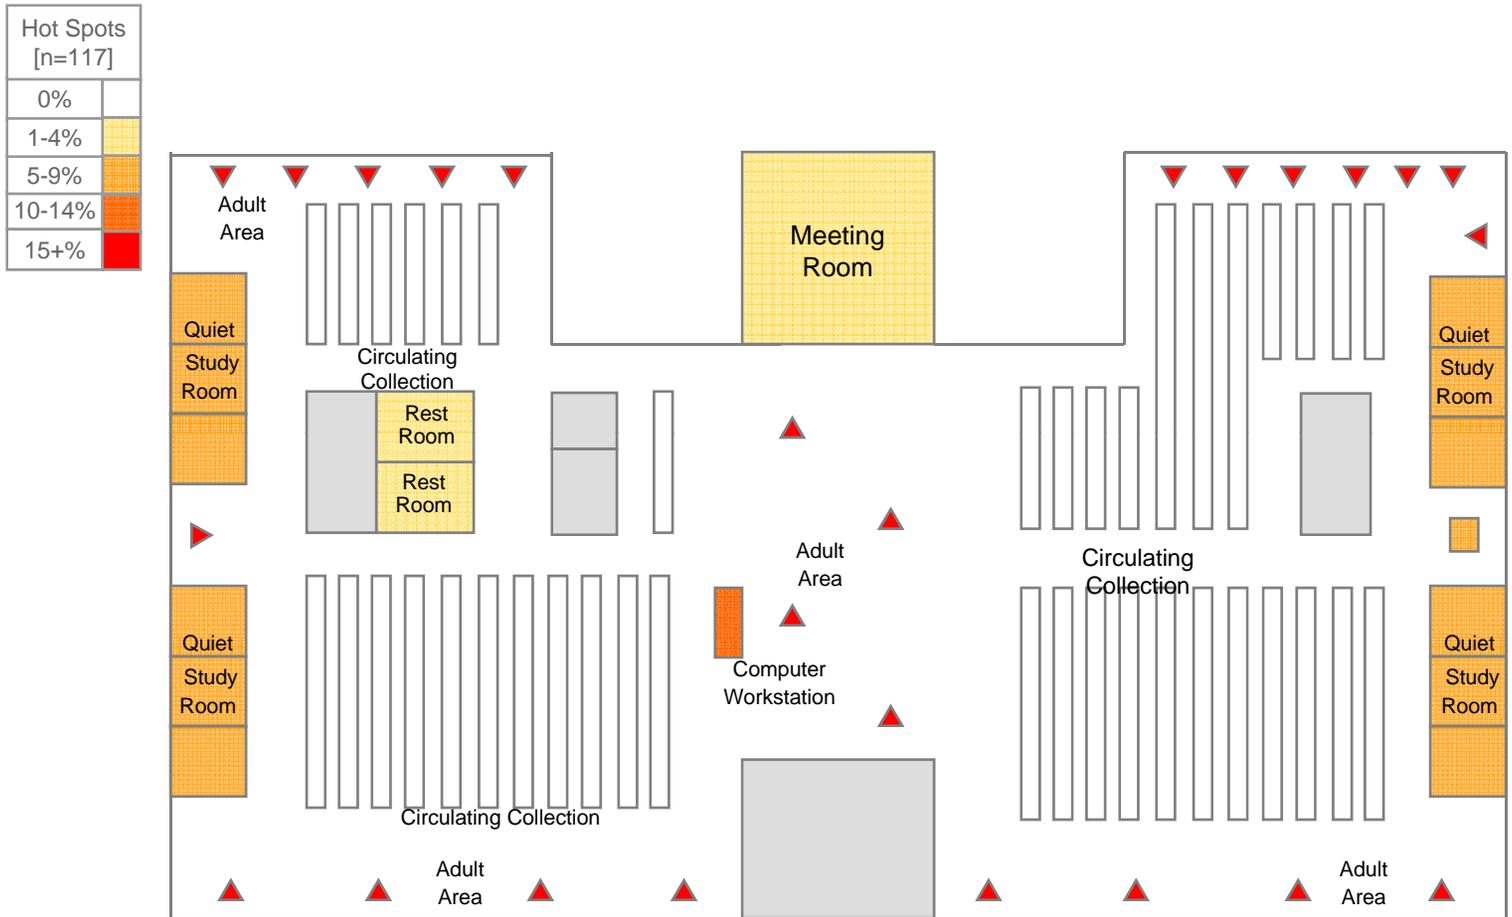 Hot Spots
[n=117]
0%
1-4%
5-9%
10-14%
15+%
Adult
Area
Meeting
Room
Quiet
Study
Room
Circulating
Collection
Rest
Room
Rest
Room
Quiet
Study
Room
Adult
Area
Circulating
Collection
Quiet
Study
Room
Computer
Workstation
Quiet
Study
Room
Circulating Collection
Adult
Area
Adult
Area